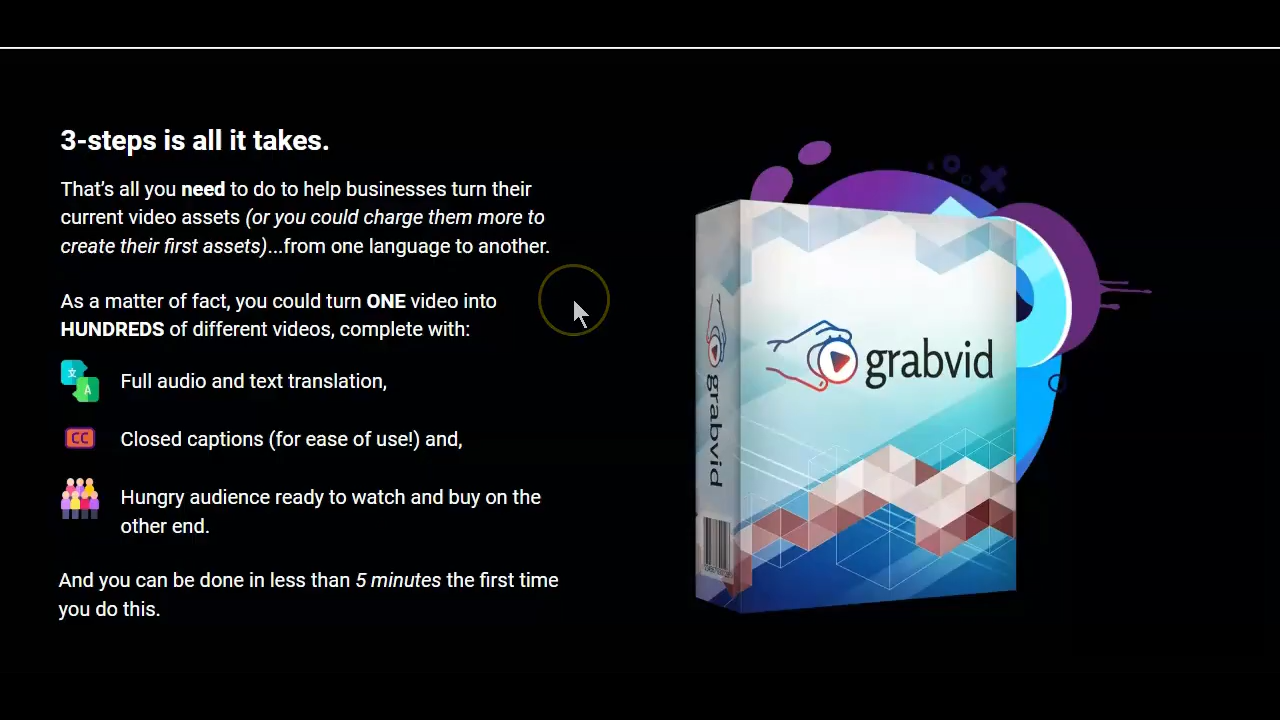 3-steps is all it takes.
That's all you need to do to help businesses turn their
current video assets (or you could charge them more to
create their first assets)...from one language to another.
As a matter of fact, you could turn ONE video into
HUNDREDS of different videos, complete with:
文
A
Full audio and text translation,
CC
Closed captions (for ease of use!) and,
Hungry audience ready to watch and buy on the
other end.
And you can be done in less than 5 minutes the first time
you do this.
grabvid
grabvid